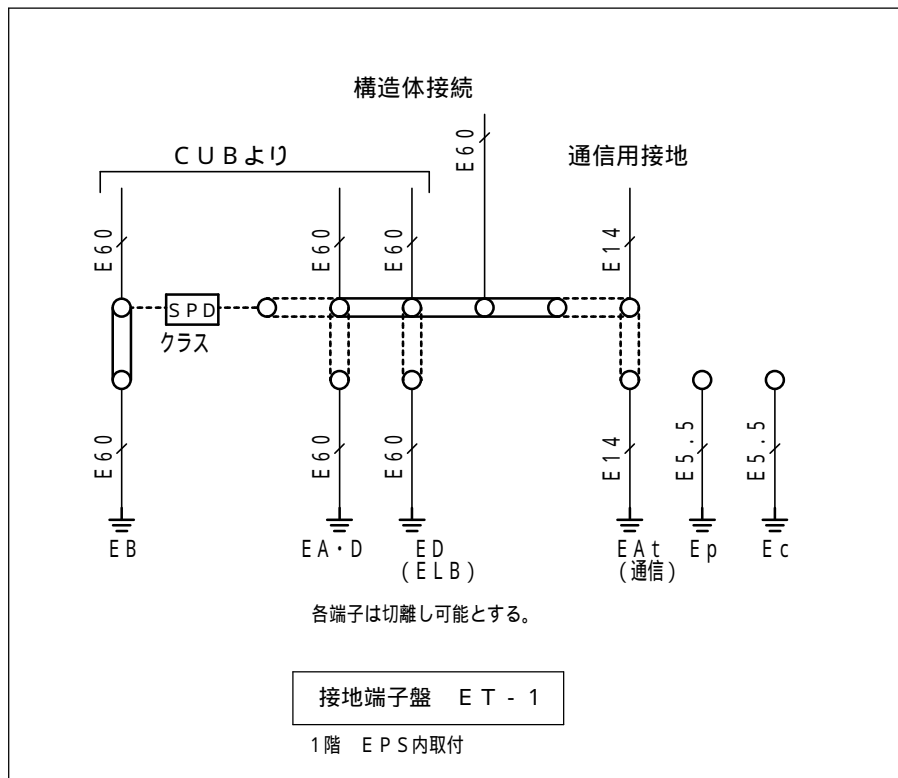 構造体接続
CUBより
通信用接地
E60
E60
E60
E60
E14
SPD
クラス
E60
E60
E60
E14
E5.5
E5.5
EB
EA・D
ED
(ELB)
EAt
(通信)
Ep
Ec
各端子は切離し可能とする。
接地端子盤 ET-1
1階 EPS内取付